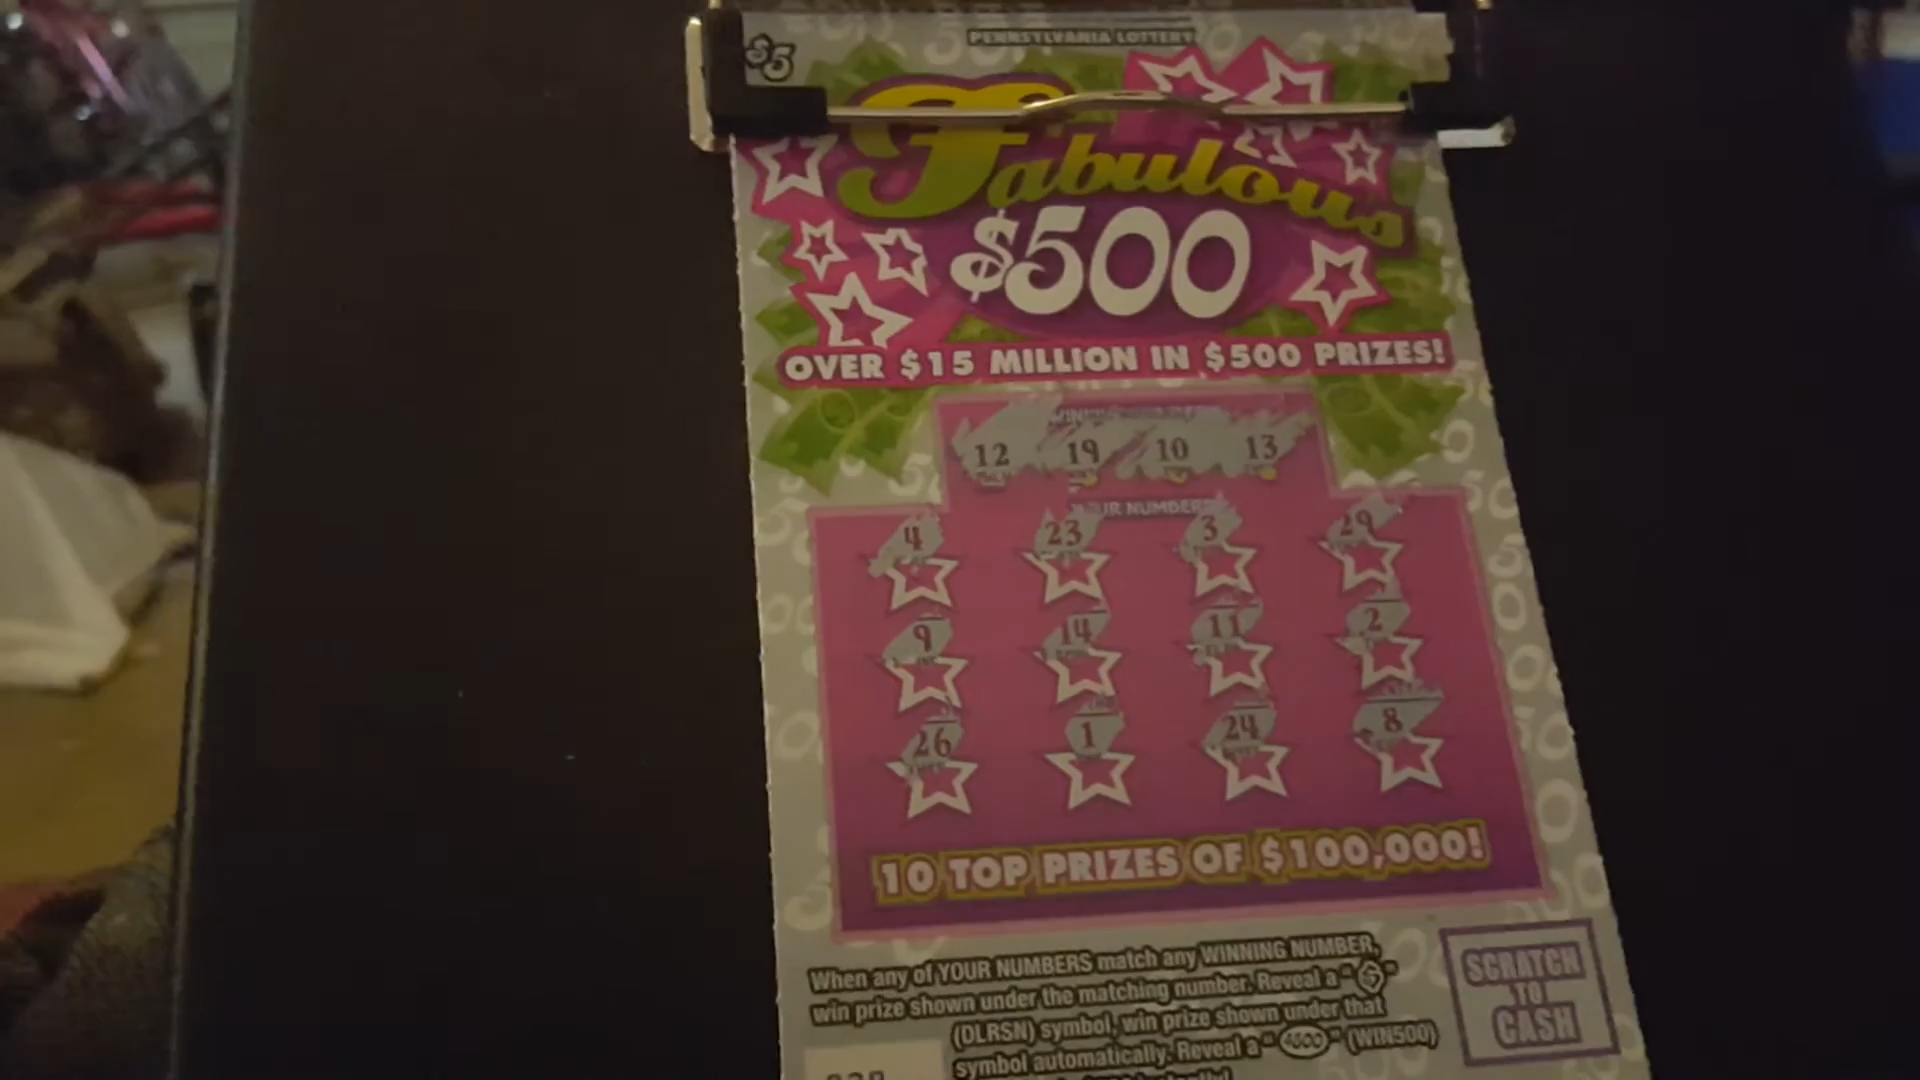 PENNSYLVANIA LOTTERY
$5
Fabulous
$500
OVER $15 MILLION IN $500 PRIZES!
12 19 10 13
YOUR NUMBERS
4 23 3 29
9 14 11 2
26 1 24 8
10 TOP PRIZES OF $100,000!
When any of YOUR NUMBERS match any WINNING NUMBER,
win prize shown under the matching number. Reveal a "$"
(DLRSN) symbol, win prize shown under that
symbol automatically. Reveal a "$500" (WIN500)
SCRATCH
TO
CASH